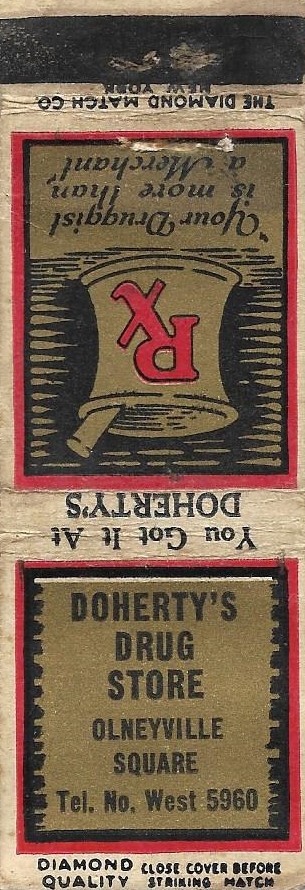 THE DIAMOND MATCH CO.
NEW YORK
"Your Druggist
is more than
a Merchant"
Rx
You Got It At
DOHERTY'S
DOHERTY'S
DRUG
STORE
OLNEYVILLE
SQUARE
Tel. No. West 5960
DIAMOND
QUALITY
CLOSE COVER BEFORE
STRIKING MATCH